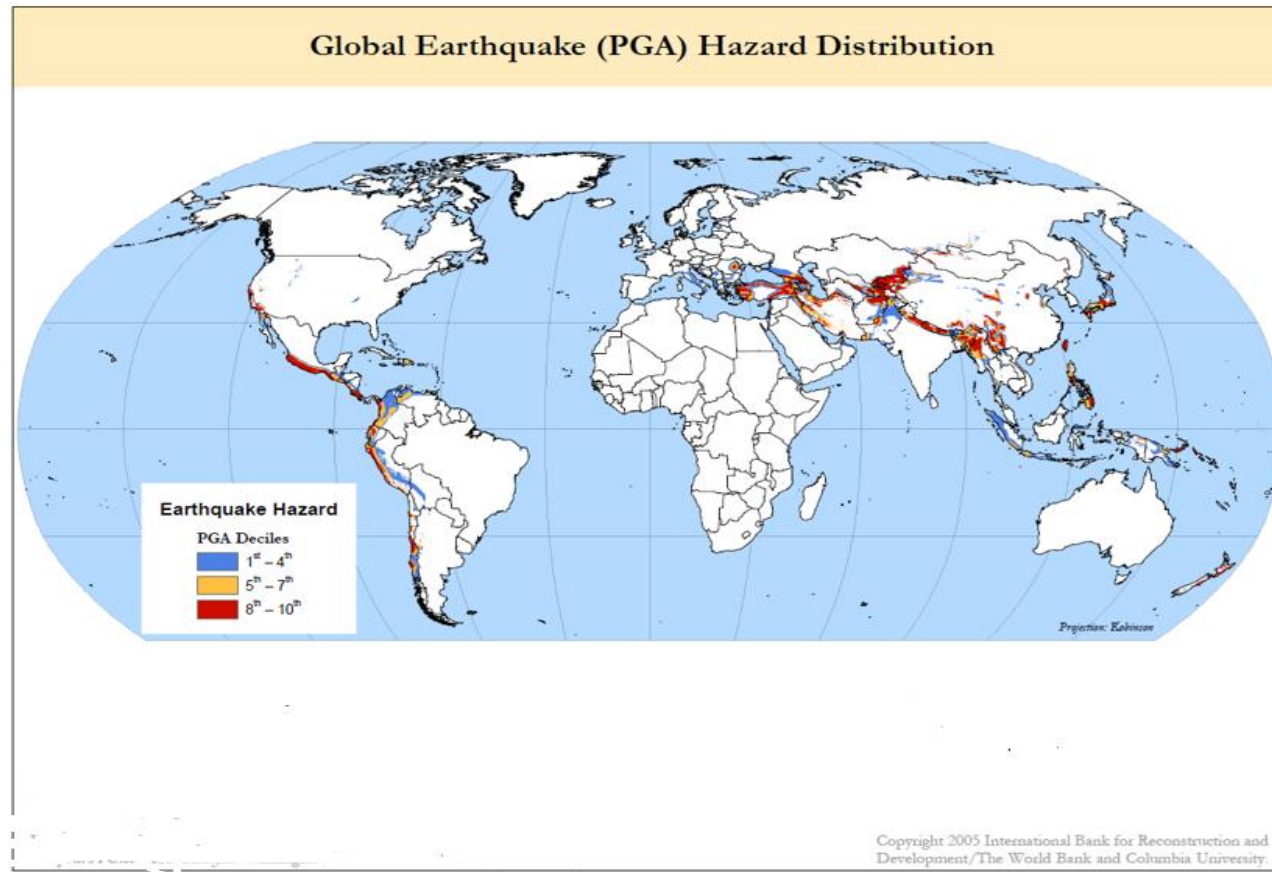 Global Earthquake (PGA) Hazard Distribution
Earthquake Hazard
PGA Deciles
1st – 4th
5th – 7th
8th – 10th
Projection: Robinson
Copyright 2005 International Bank for Reconstruction and
Development/The World Bank and Columbia University.